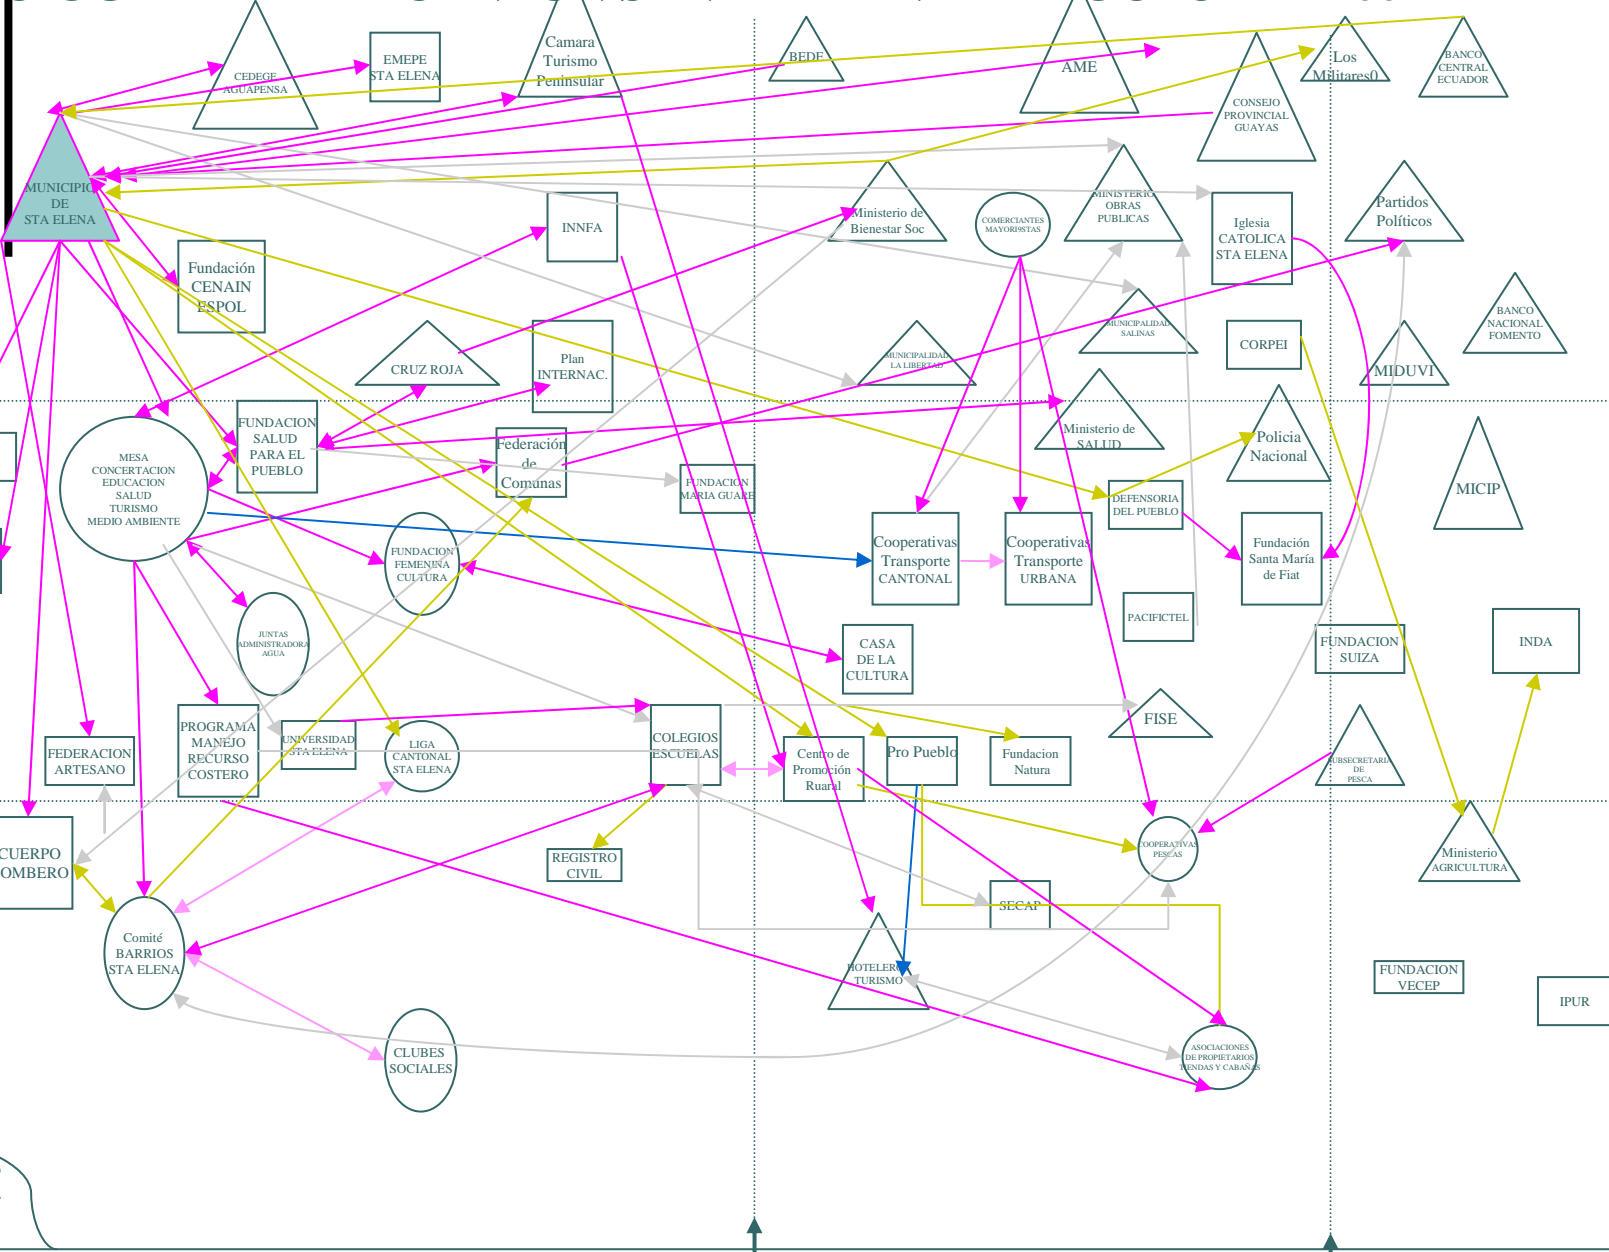 CEDEGE
AGUAPENSA
EMEPE
STA ELENA
Camara
Turismo
Peninsular
BEDE
AME
CONSEJO
PROVINCIAL
GUAYAS
Los
Militares0
BANCO
CENTRAL
ECUADOR
MUNICIPIO
DE
STA ELENA
INNFA
Ministerio de
Bienestar Soc
COMERCIANTES
MAYORI9STAS
MINISTERIO
OBRAS
PUBLICAS
Iglesia
CATOLICA
STA ELENA
Partidos
Políticos
Fundación
CENAIN
ESPOL
CRUZ ROJA
Plan
INTERNAC.
MUNICIPALIDAD
LA LIBERTAD
MUNICIPALIDAD
SALINAS
CORPEI
MIDUVI
BANCO
NACIONAL
FOMENTO
MESA
CONCERTACION
EDUCACION
SALUD
TURISMO
MEDIO AMBIENTE
FUNDACION
SALUD
PARA EL
PUEBLO
Federación
de
Comunas
FUNDACION
MARIA GUARE
Ministerio de
SALUD
Policia
Nacional
DEFENSORIA
DEL PUEBLO
MICIP
FUNDACION
FEMENINA
CULTURA
Cooperativas
Transporte
CANTONAL
Cooperativas
Transporte
URBANA
Fundación
Santa María
de Fiat
PACIFICTEL
JUNTAS
ADMINISTRADORA
AGUA
CASA
DE LA
CULTURA
FUNDACION
SUIZA
INDA
FEDERACION
ARTESANO
PROGRAMA
MANEJO
RECURSO
COSTERO
UNIVERSIDAD
STA ELENA
LIGA
CANTONAL
STA ELENA
COLEGIOS
ESCUELAS
Centro de
Promoción
Ruaral
Pro Pueblo
Fundacion
Natura
FISE
SUBSECRETARIA
DE
PESCA
CUERPO
OMBERO
REGISTRO
CIVIL
COOPERATIVAS
PESCAS
Ministerio
AGRICULTURA
SECAP
Comité
BARRIOS
STA ELENA
HOTELERO
TURISMO
FUNDACION
VECEP
IPUR
CLUBES
SOCIALES
ASOCIACIONES
DE PROPIETARIOS
TIENDAS Y CABAÑAS